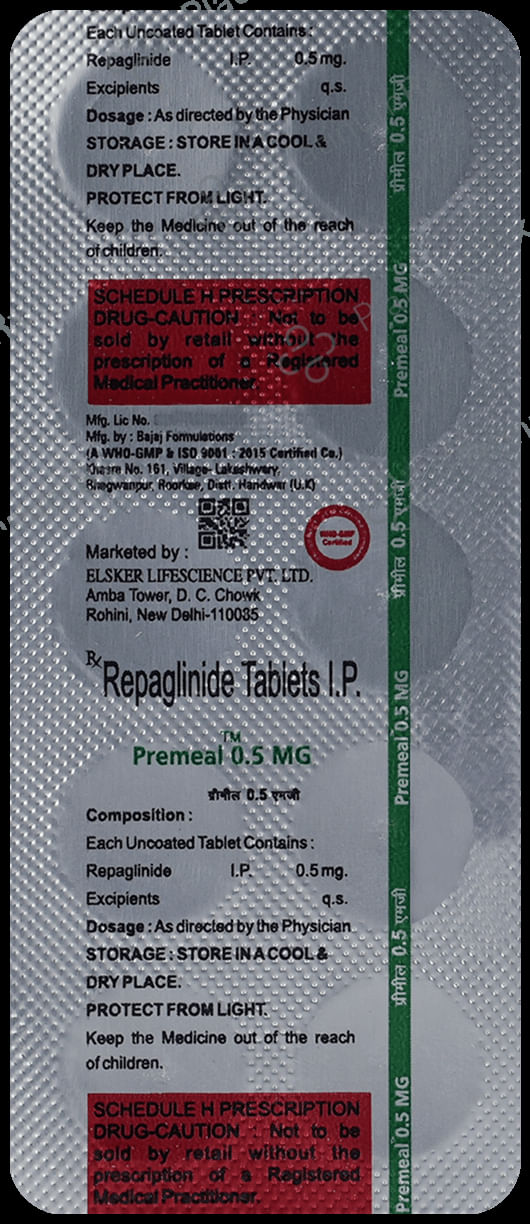 Each Uncoated Tablet Contains :
Repaglinide I.P. 0.5 mg.
Excipients q.s.
Dosage : As directed by the Physician
STORAGE : STORE IN A COOL &
DRY PLACE.
PROTECT FROM LIGHT.
Keep the Medicine out of the reach
of children.
SCHEDULE H PRESCRIPTION
DRUG-CAUTION : Not to be
sold by retail without the
prescription of a Registered
Medical Practitioner.
Mfg. Lic No.
Mfg. by : Bajaj Formulations
(A WHO-GMP & ISO 9001 : 2015 Certified Co.)
Khasra No. 161, Village- Lakeshwery,
Bhagwanpur, Roorkee, Distt. Haridwar (U.K)
WHO-GMP
Certified
Marketed by :
ELSKER LIFESCIENCE PVT. LTD.
Amba Tower, D. C. Chowk
Rohini, New Delhi-110085
Rx Repaglinide Tablets I.P.
Premeal™ 0.5 MG
प्रीमील 0.5 एमजी
Composition :
Each Uncoated Tablet Contains :
Repaglinide I.P. 0.5 mg.
Excipients q.s.
Dosage : As directed by the Physician
STORAGE : STORE IN A COOL &
DRY PLACE.
PROTECT FROM LIGHT.
Keep the Medicine out of the reach
of children.
SCHEDULE H PRESCRIPTION
DRUG-CAUTION : Not to be
sold by retail without the
prescription of a Registered
Medical Practitioner.
प्रीमील 0.5 एमजी
Premeal 0.5 MG
प्रीमील 0.5 एमजी
Premeal 0.5 MG
प्रीमील 0.5 एमजी
Premeal 0.5 MG